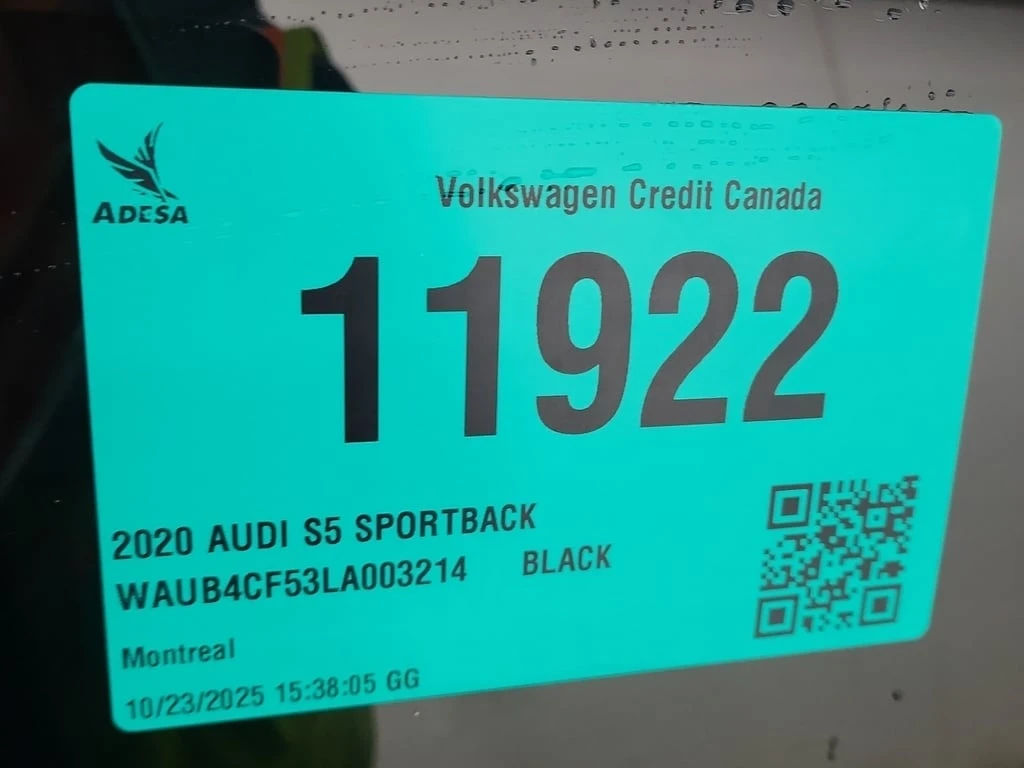 ADESA
Volkswagen Credit Canada
11922
2020 AUDI S5 SPORTBACK
WAUB4CF53LA003214 BLACK
Montreal
10/23/2025 15:38:05 GG